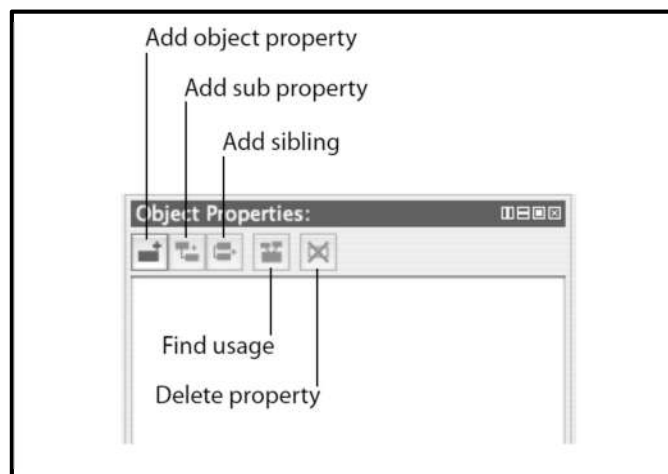 Add object property
Add sub property
Add sibling
Object Properties:
Find usage
Delete property